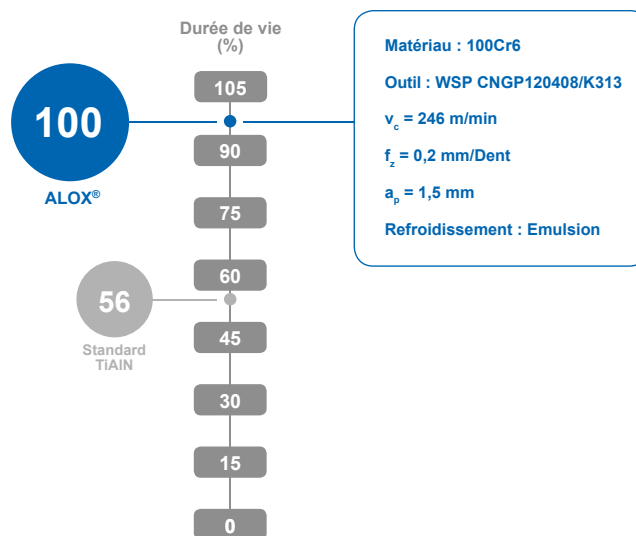 Durée de vie
(%)
105
100
ALOX®
90
75
60
56
Standard
TiAlN
45
30
15
0
Matériau : 100Cr6
Outil : WSP CNGP120408/K313
vc = 246 m/min
fz = 0,2 mm/Dent
ap = 1,5 mm
Refroidissement : Emulsion